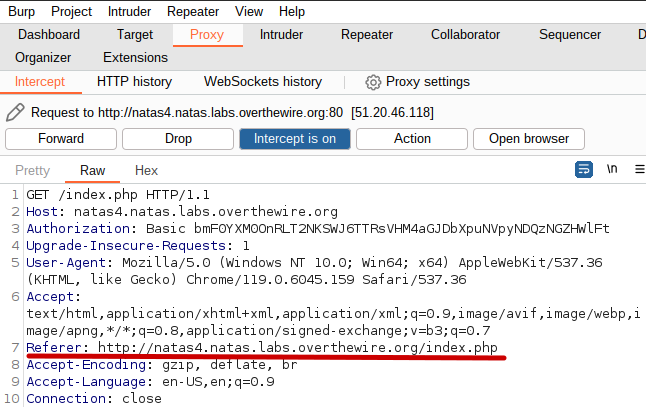 Burp Project Intruder Repeater View Help
Dashboard Target Proxy Intruder Repeater Collaborator Sequencer D
Organizer Extensions
Intercept HTTP history WebSockets history Proxy settings
Request to http://natas4.natas.labs.overthewire.org:80 [51.20.46.118]
Forward Drop Intercept is on Action Open browser
Pretty Raw Hex \n
1 GET /index.php HTTP/1.1
2 Host: natas4.natas.labs.overthewire.org
3 Authorization: Basic bmF0YXM0OnRLT2NKSWJ6TTRsVHM4aGJDbXpuNVpyNDQzNGZHWlFt
4 Upgrade-Insecure-Requests: 1
5 User-Agent: Mozilla/5.0 (Windows NT 10.0; Win64; x64) AppleWebKit/537.36
(KHTML, like Gecko) Chrome/119.0.6045.159 Safari/537.36
6 Accept:
text/html,application/xhtml+xml,application/xml;q=0.9,image/avif,image/webp,i
mage/apng,*/*;q=0.8,application/signed-exchange;v=b3;q=0.7
7 Referer: http://natas4.natas.labs.overthewire.org/index.php
8 Accept-Encoding: gzip, deflate, br
9 Accept-Language: en-US,en;q=0.9
10 Connection: close